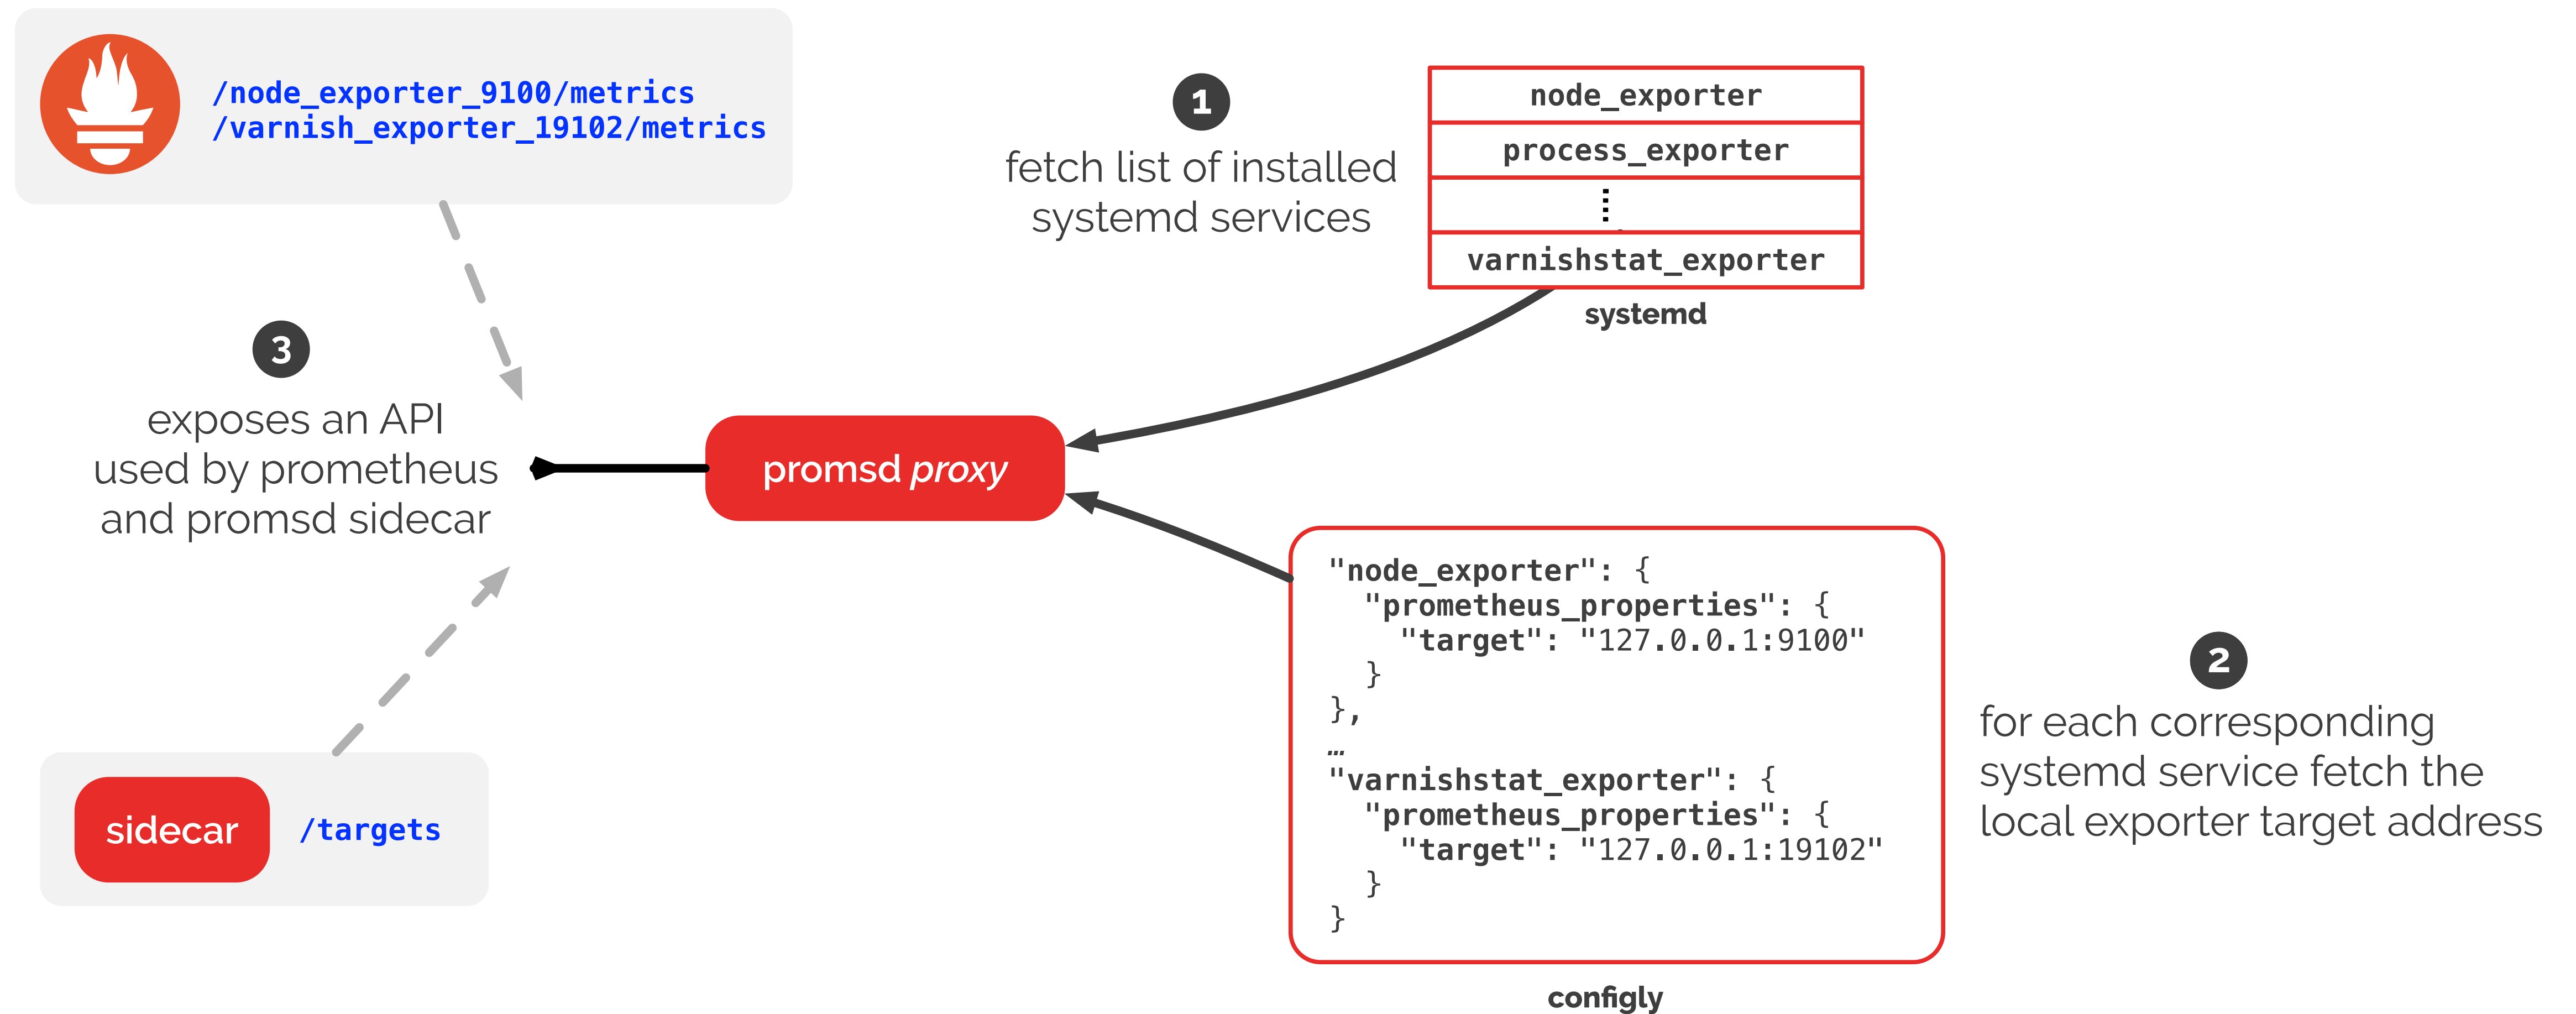 /node_exporter_9100/metrics
/varnish_exporter_19102/metrics
1
fetch list of installed
systemd services
node_exporter
process_exporter
varnishstat_exporter
systemd
3
exposes an API
used by prometheus
and promsd sidecar
promsd proxy
"node_exporter": {
"prometheus_properties": {
"target": "127.0.0.1:9100"
}
},
…
"varnishstat_exporter": {
"prometheus_properties": {
"target": "127.0.0.1:19102"
}
}
configly
2
for each corresponding
systemd service fetch the
local exporter target address
sidecar
/targets